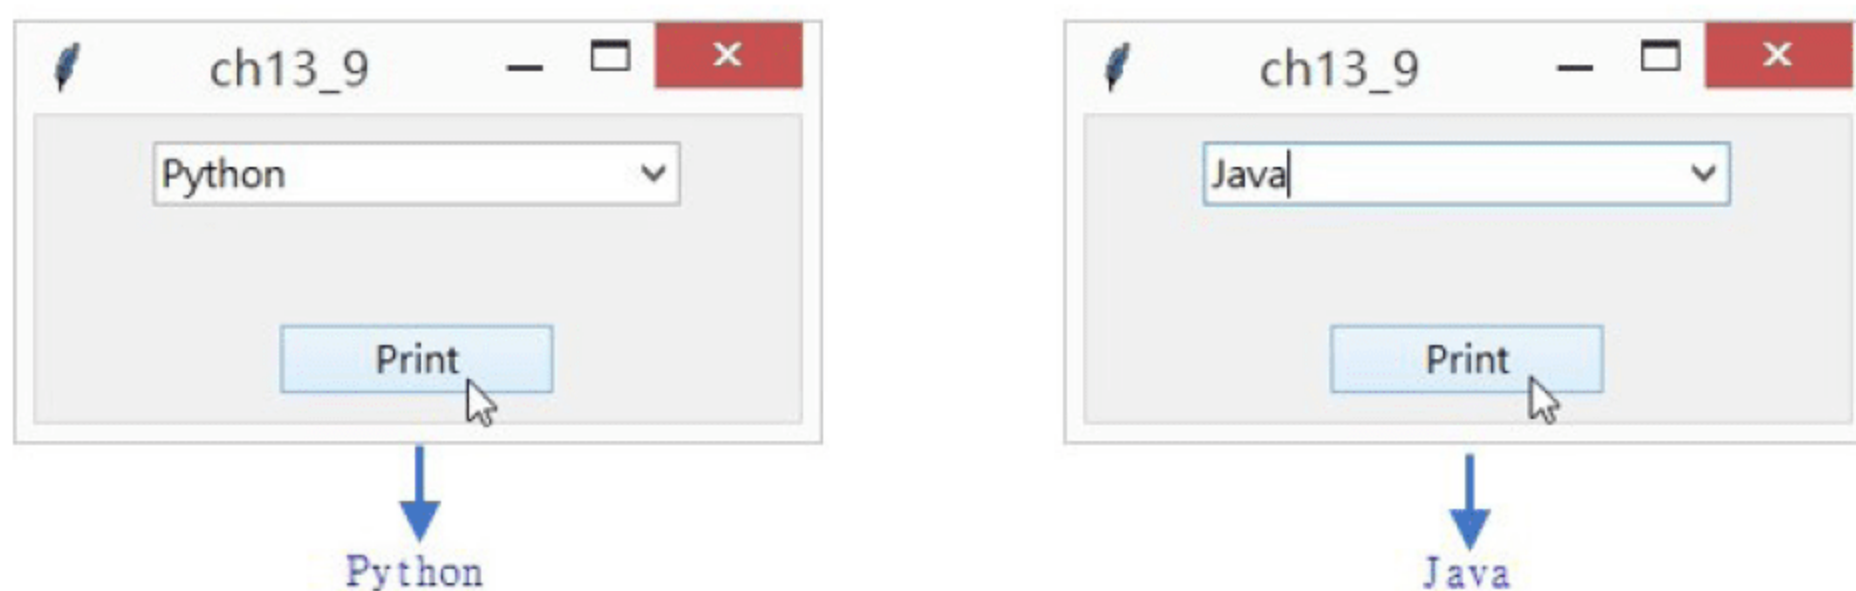 ch13_9
Python
Print
Python
ch13_9
Java
Print
Java